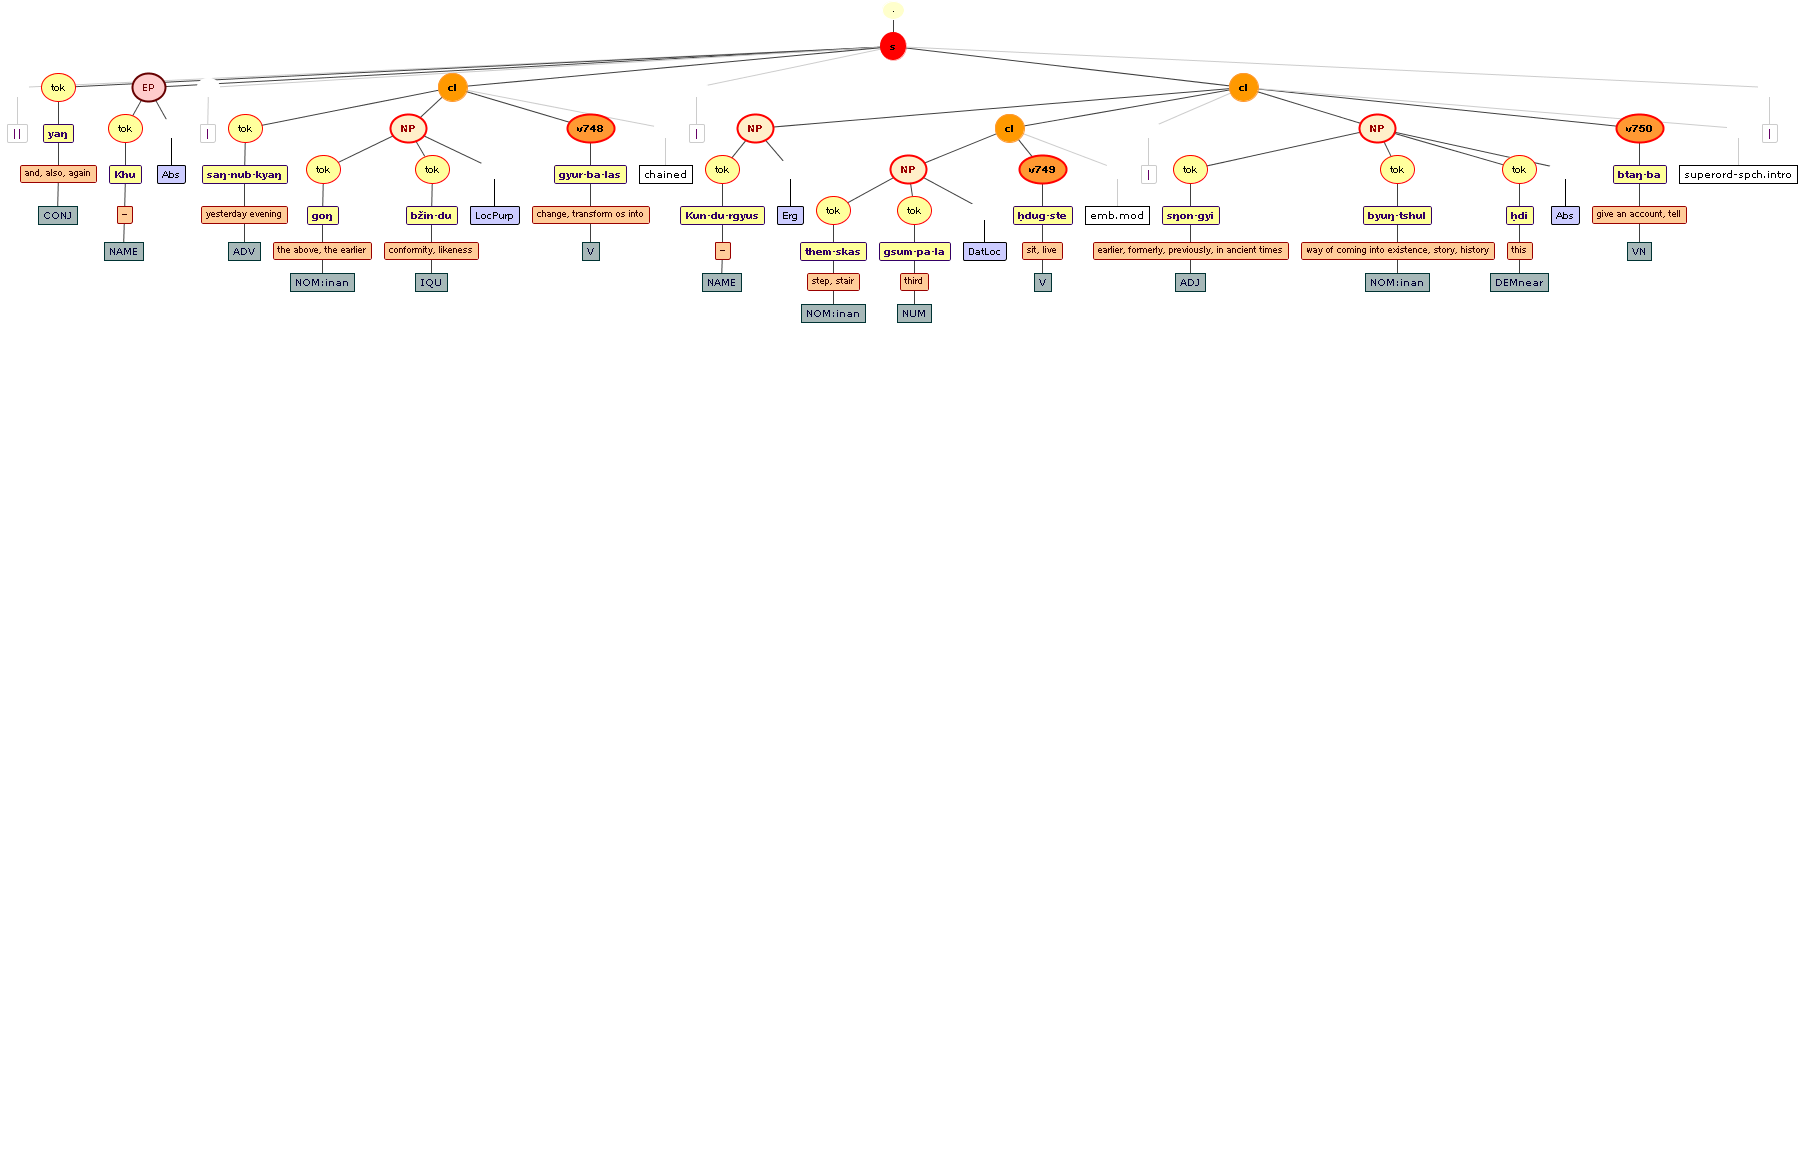 .
s
tok EP cl cl
|| yaŋ tok | tok NP v748 | NP cl NP v750 |
and, also, again Khu Abs saŋ-nub-kyaŋ tok tok gyur-ba-las chained tok NP v749 | tok tok tok btaŋ-ba superord-spch.intro
CONJ – yesterday evening goŋ bžin-du LocPurp change, transform os into Kun-du-rgyus Erg tok tok ḥdug-ste emb.mod sŋon-gyi byuŋ-tshul ḥdi Abs give an account, tell
NAME ADV the above, the earlier conformity, likeness V – NAME them-skas gsum-pa-la DatLoc sit, live earlier, formerly, previously, in ancient times way of coming into existence, story, history this VN
NOM:inan IQU step, stair third V ADJ NOM:inan DEMnear
NOM:inan NUM